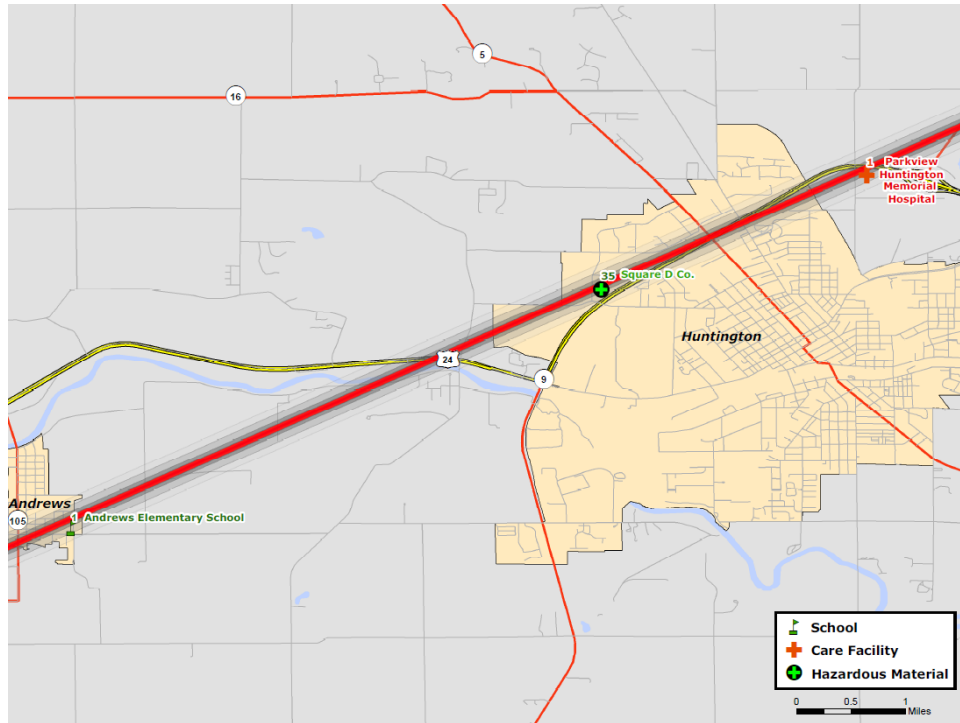 5
16
1 Parkview
Huntington
Memorial
Hospital
35 Square D Co.
Huntington
24
9
Andrews
105
1 Andrews Elementary School
School
Care Facility
Hazardous Material
0 0.5 1
Miles